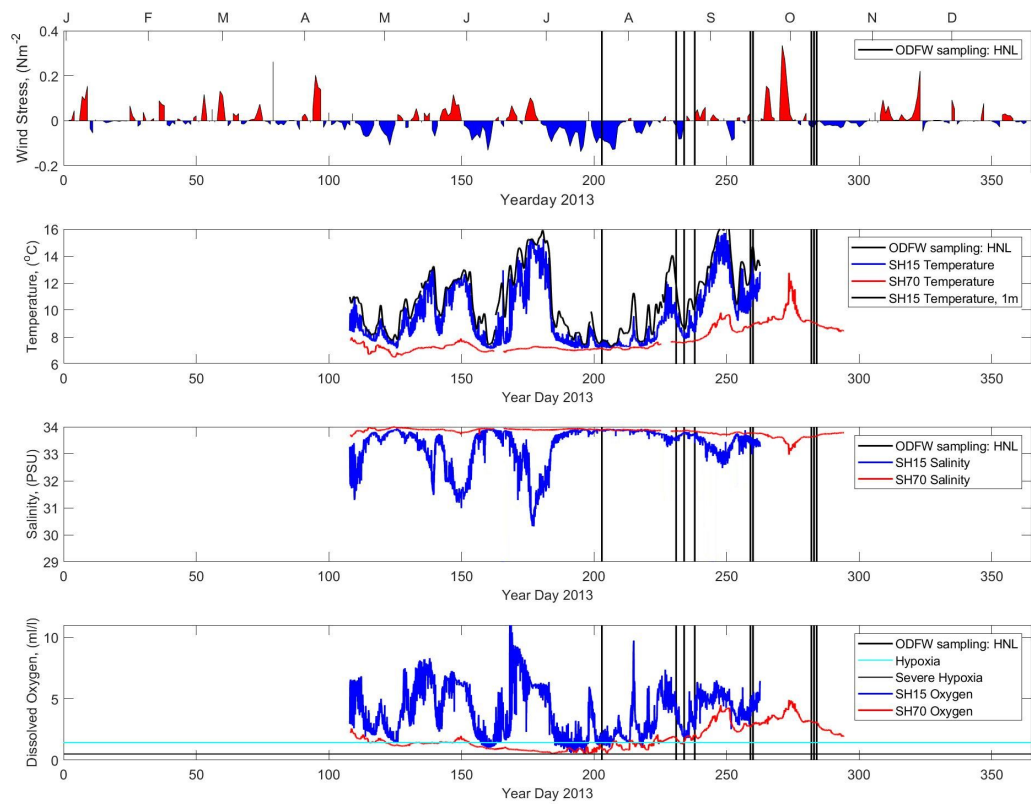 J F M A M J J A S O N D
0.4
0.2
0
-0.2
Wind Stress, (Nm-2
ODFW sampling: HNL
0 50 100 150 200 250 300 350
Yearday 2013
16
14
12
10
8
6
Temperature, (oC)
ODFW sampling: HNL
SH15 Temperature
SH70 Temperature
SH15 Temperature, 1m
0 50 100 150 200 250 300 350
Year Day 2013
34
33
32
31
30
29
Salinity, (PSU)
ODFW sampling: HNL
SH15 Salinity
SH70 Salinity
0 50 100 150 200 250 300 350
Year Day 2013
10
5
0
Dissolved Oxygen, (ml/l)
ODFW sampling: HNL
Hypoxia
Severe Hypoxia
SH15 Oxygen
SH70 Oxygen
0 50 100 150 200 250 300 350
Year Day 2013